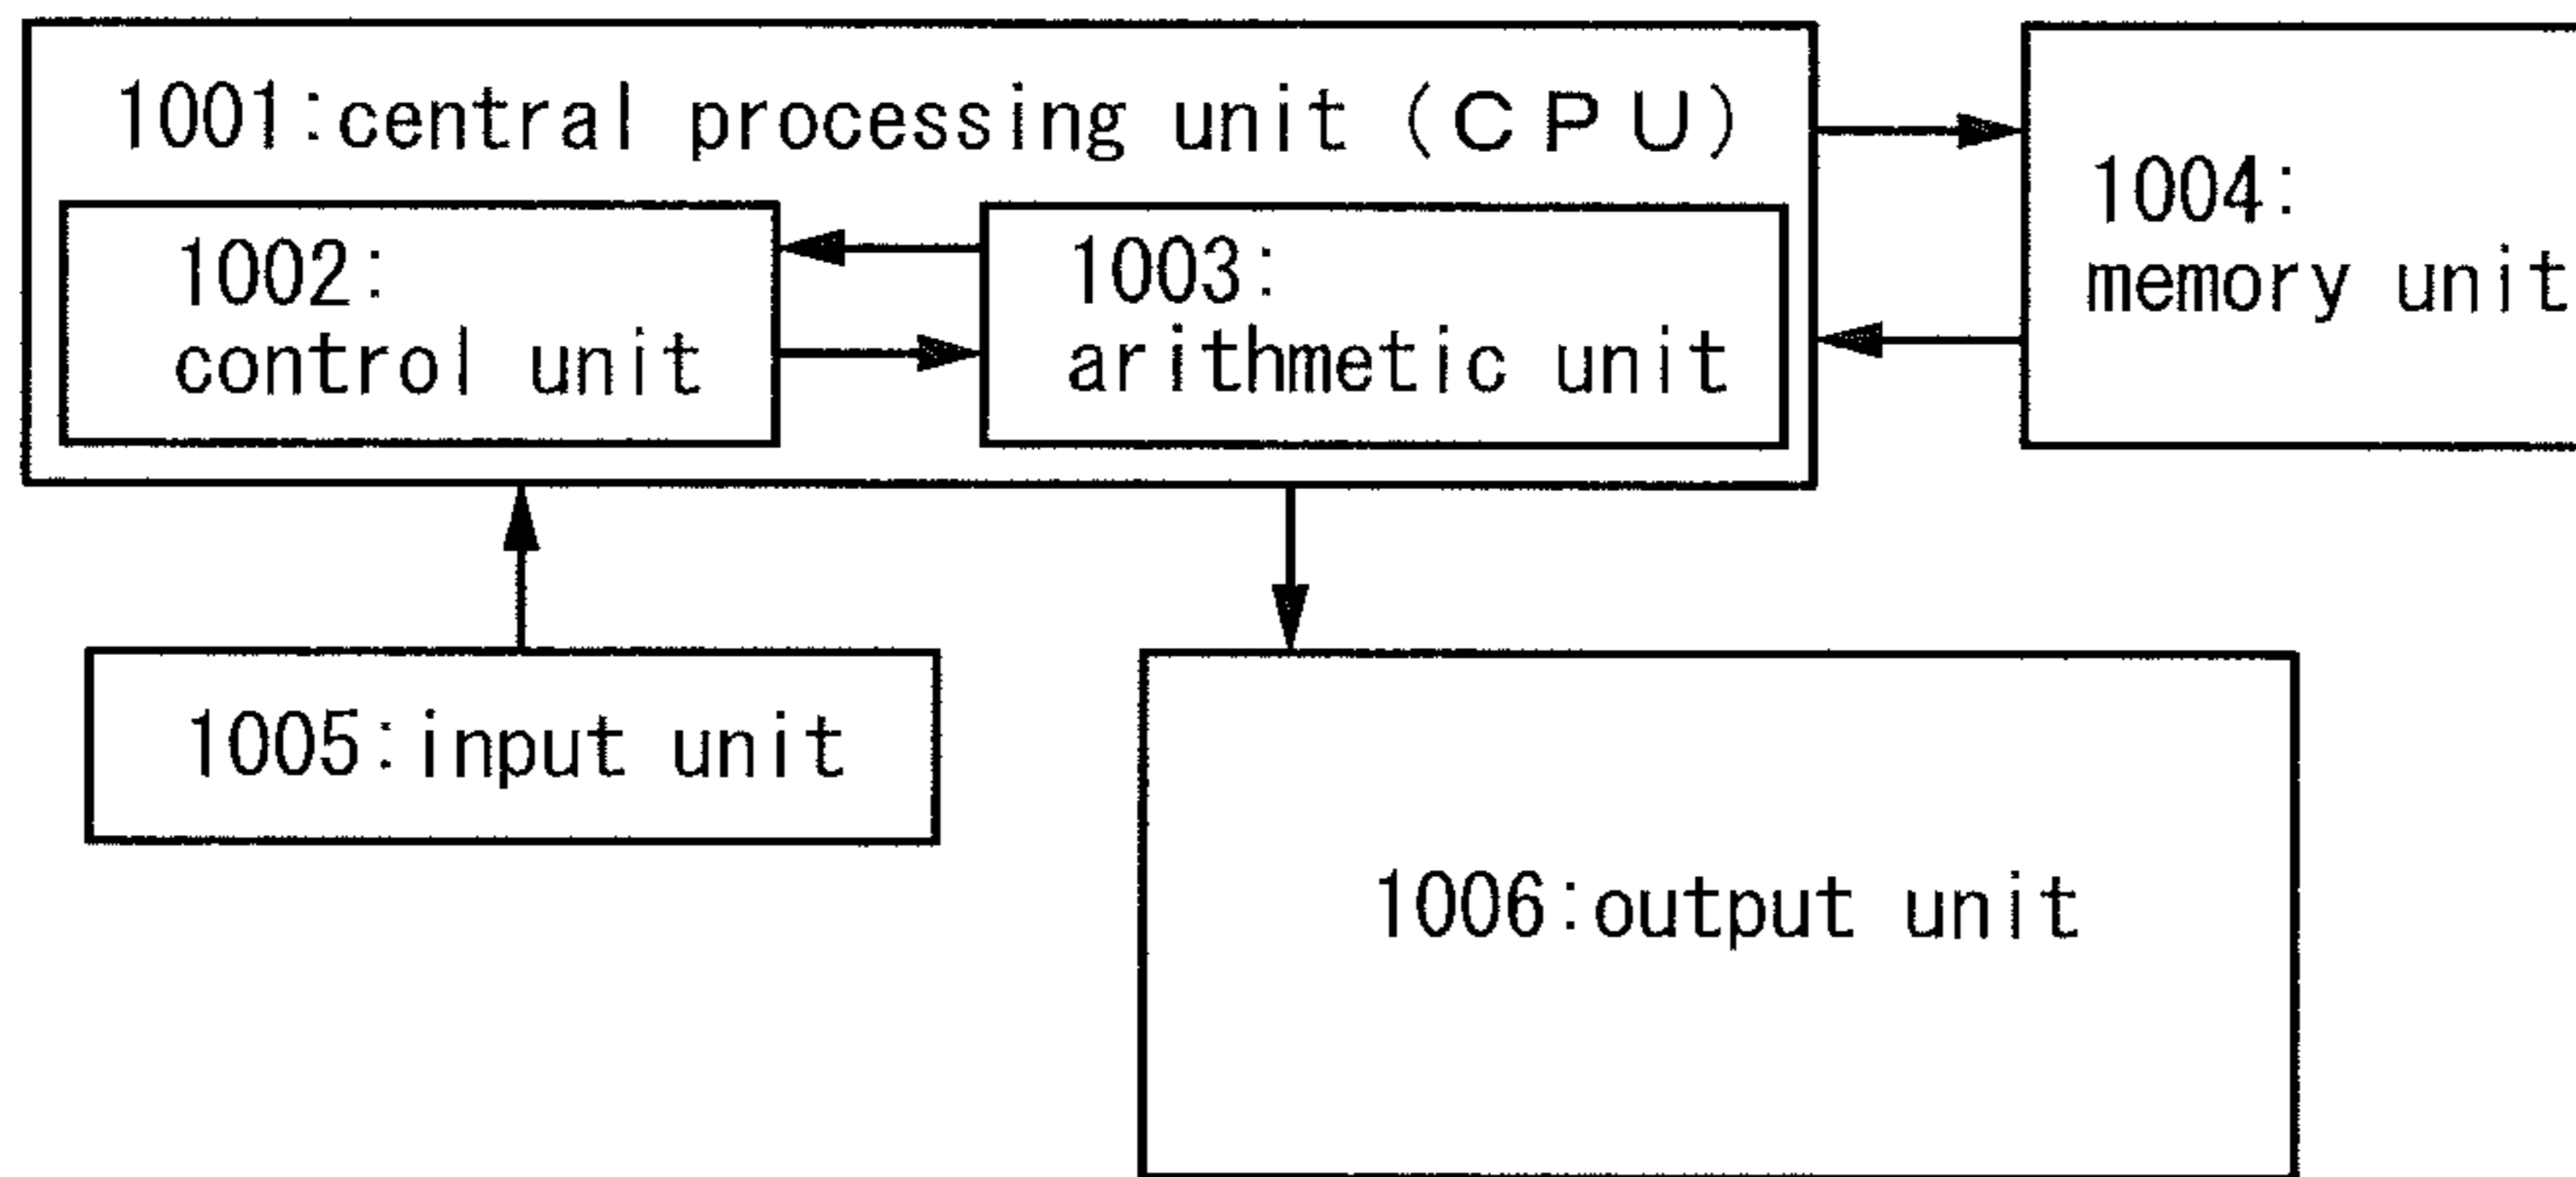 1001:central processing unit (CPU)
1002:
control unit
1003:
arithmetic unit
1004:
memory unit
1005:input unit
1006:output unit